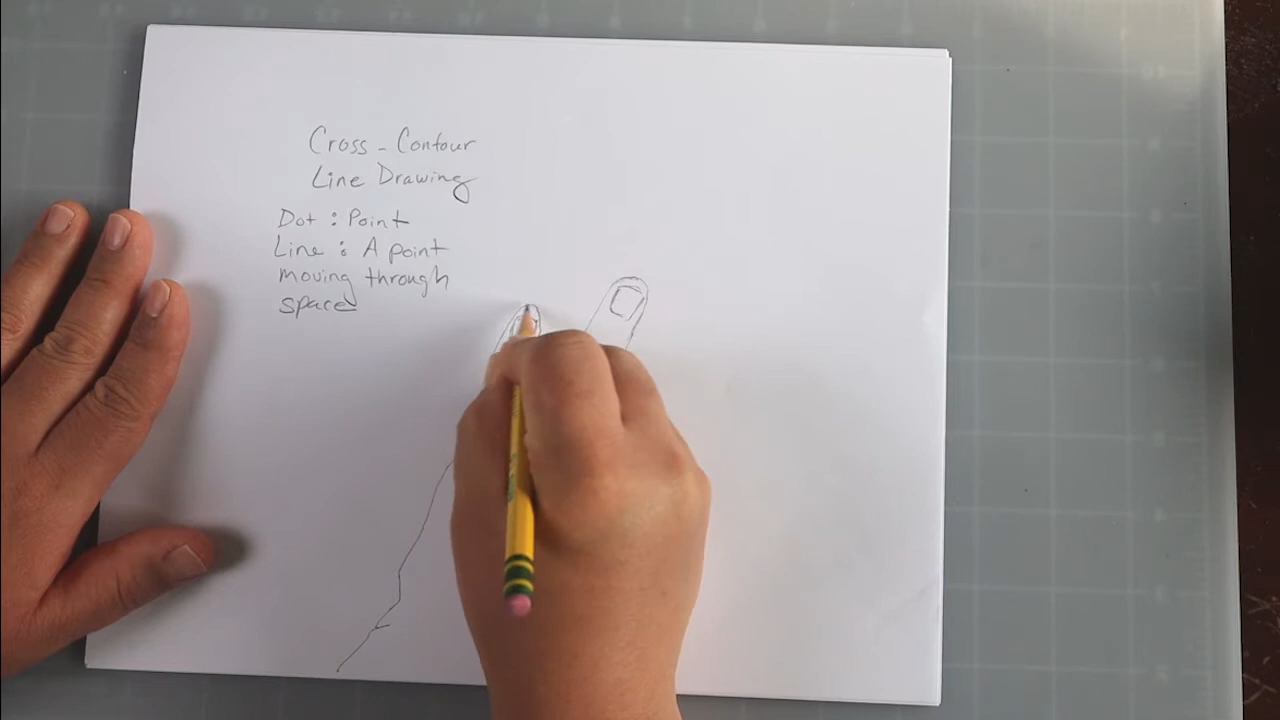 Cross - Contour
Line Drawing
Dot : Point
Line : A point
moving through
space